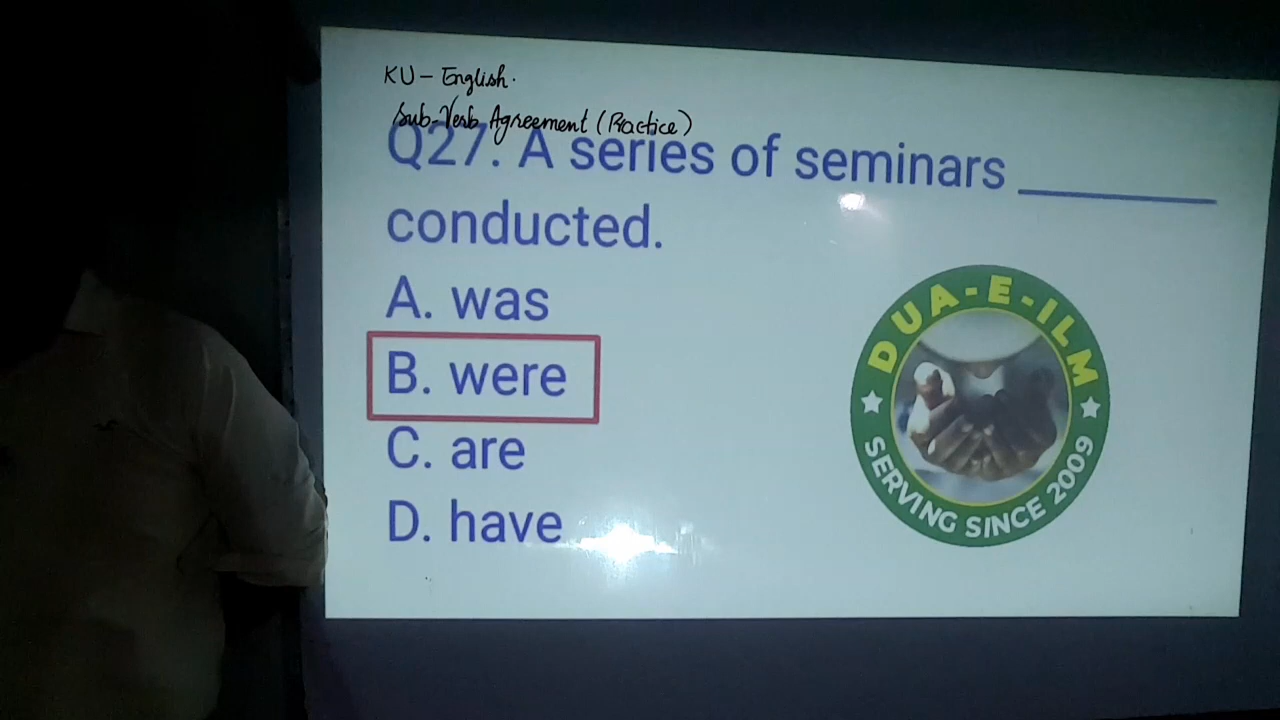 KU - English.
Sub-Verb Agreement (Practice)
Q27. A series of seminars ________
conducted.
A. was
B. were
C. are
D. have
DUA-E-ILM
SERVING SINCE 2009